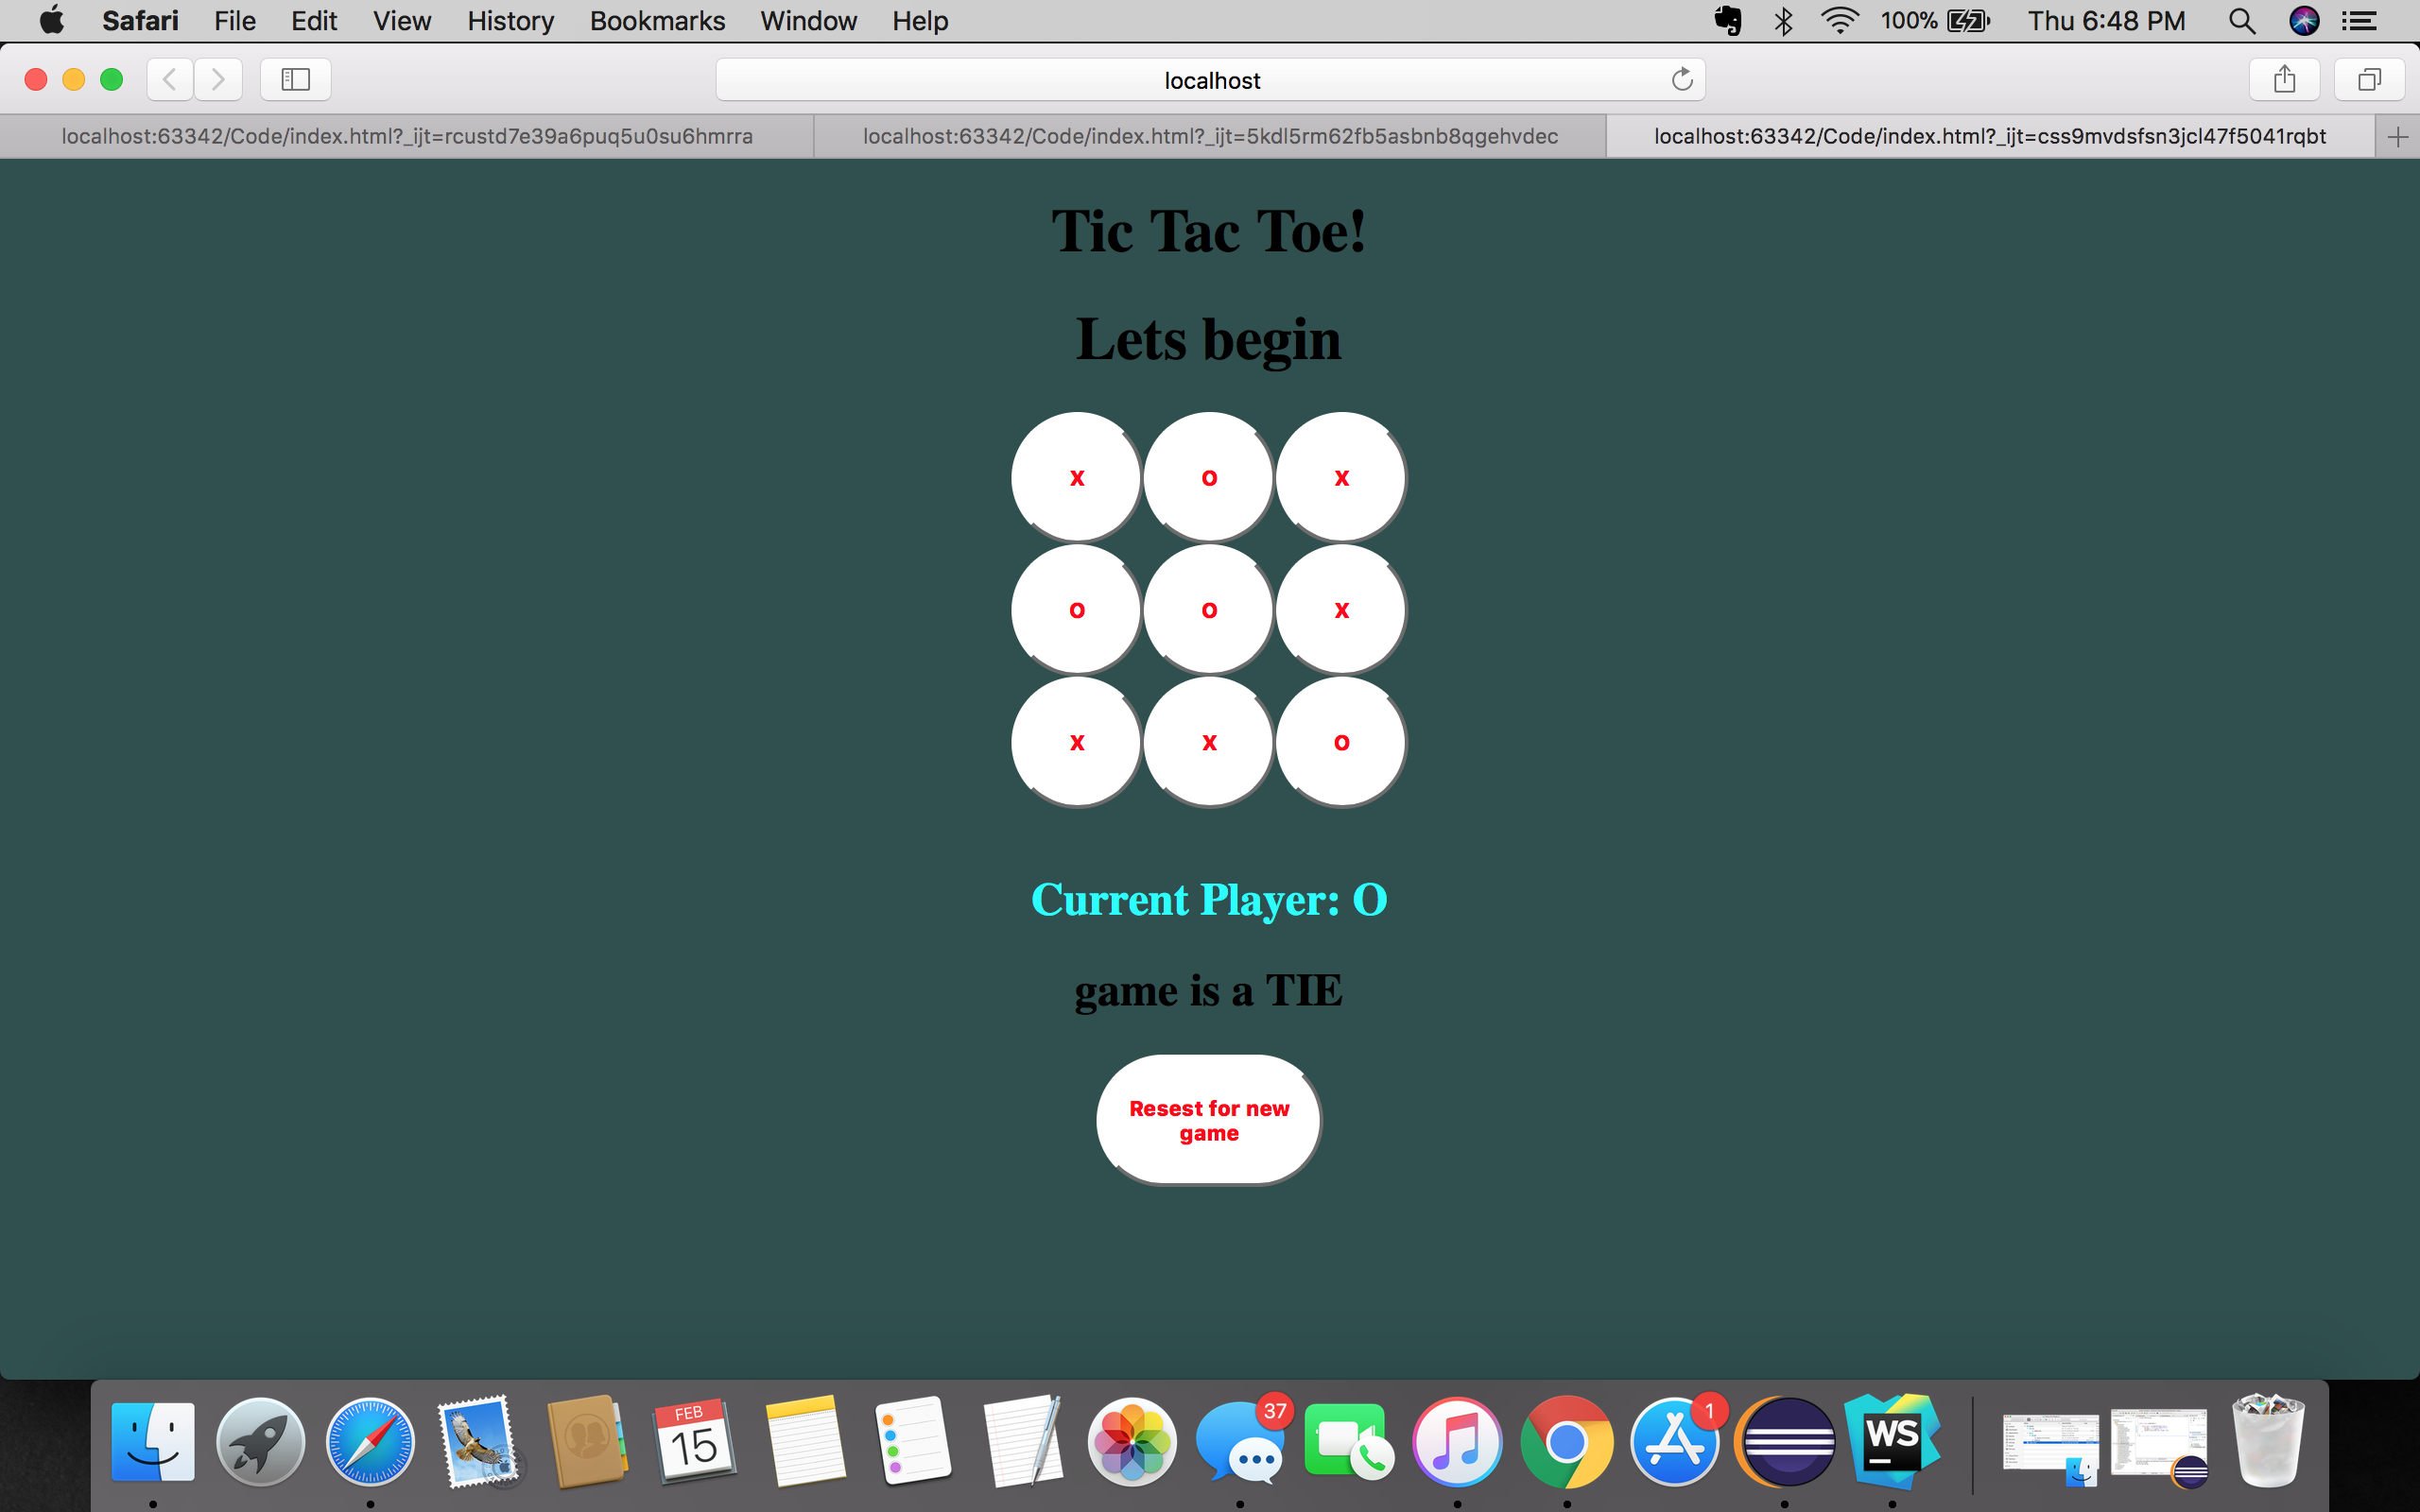 Safari File Edit View History Bookmarks Window Help 100% Thu 6:48 PM
localhost
localhost:63342/Code/index.html?_ijt=rcustd7e39a6puq5u0su6hmrra localhost:63342/Code/index.html?_ijt=5kdl5rm62fb5asbnb8qgehvdec localhost:63342/Code/index.html?_ijt=css9mvdsfsn3jcl47f5041rqbt
Tic Tac Toe!
Lets begin
x o x
o o x
x x o
Current Player: O
game is a TIE
Resest for new
game
FEB
15
37
1
WS